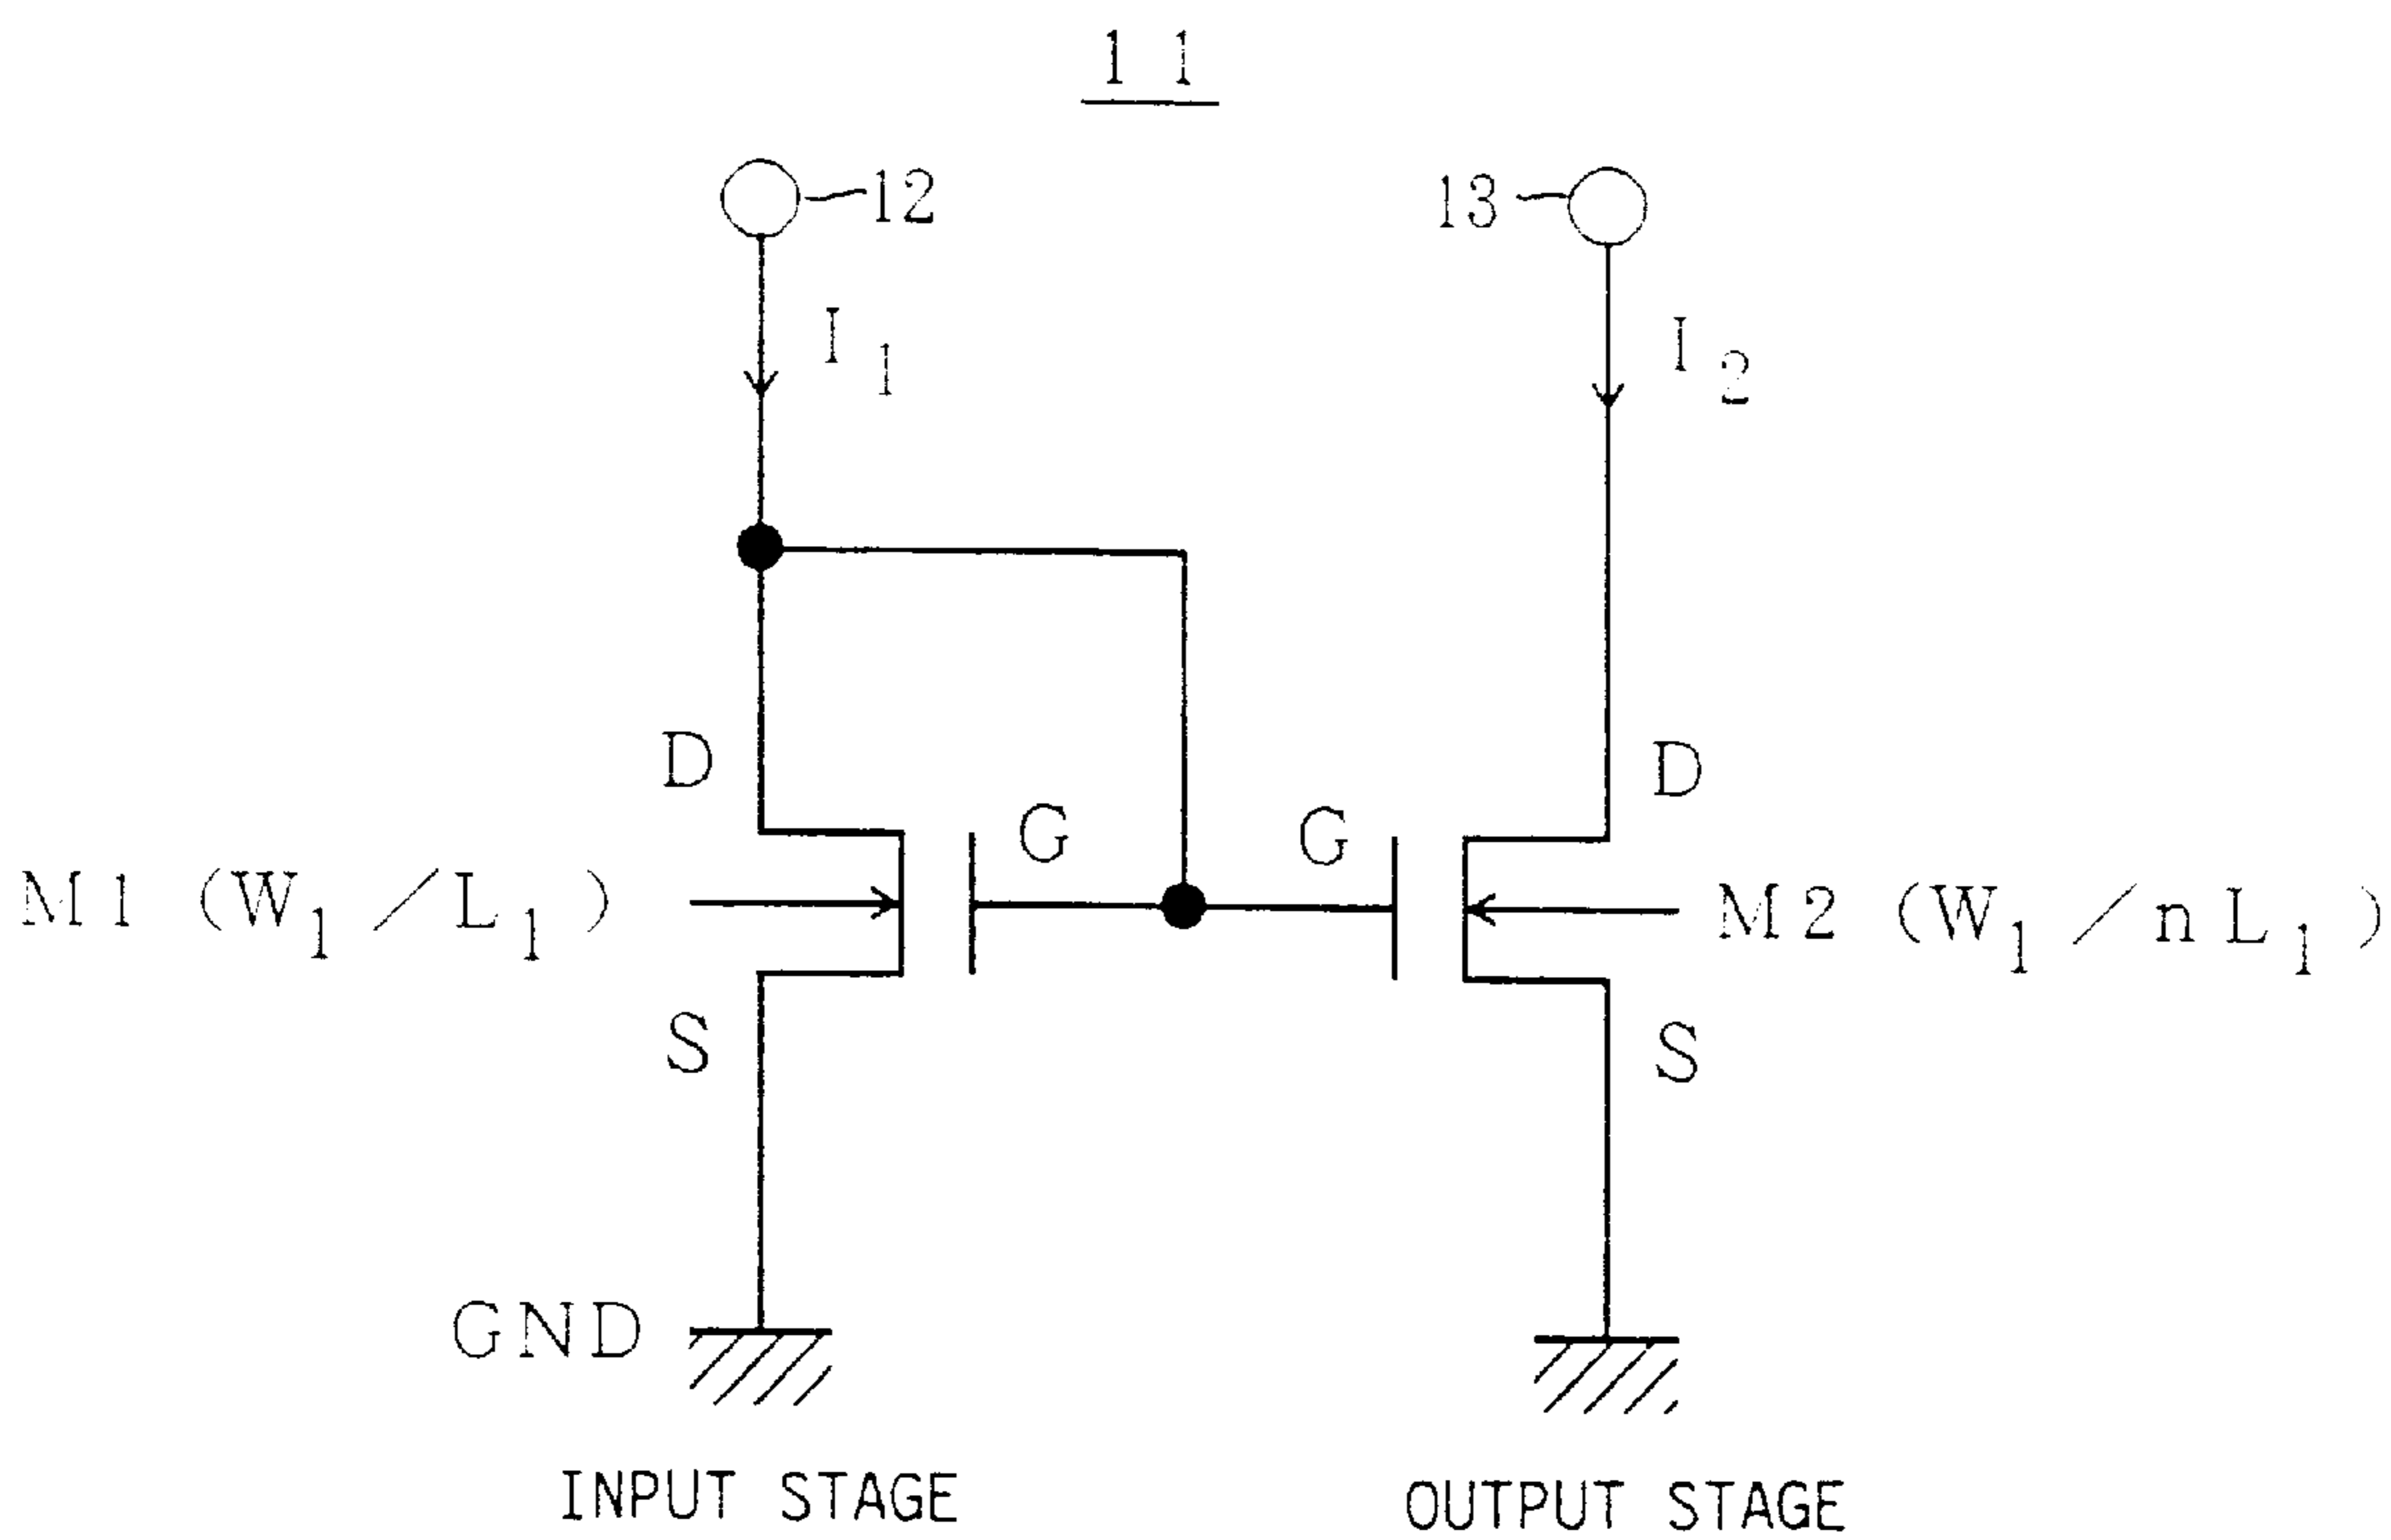 11
12
13
I1
I2
D
D
G
G
M1 (W1/L1)
M2 (W1/nL1)
S
S
GND
INPUT STAGE
OUTPUT STAGE